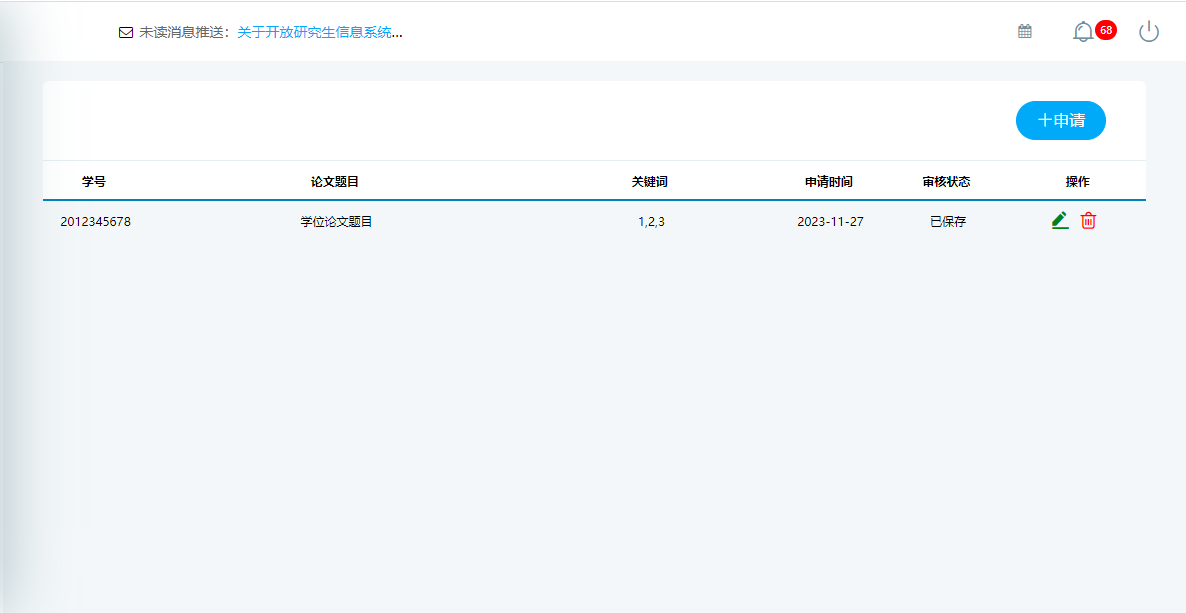 未读消息推送：关于开放研究生信息系统...
68
十申请
学号 论文题目 关键词 申请时间 审核状态 操作
2012345678 学位论文题目 1,2,3 2023-11-27 已保存